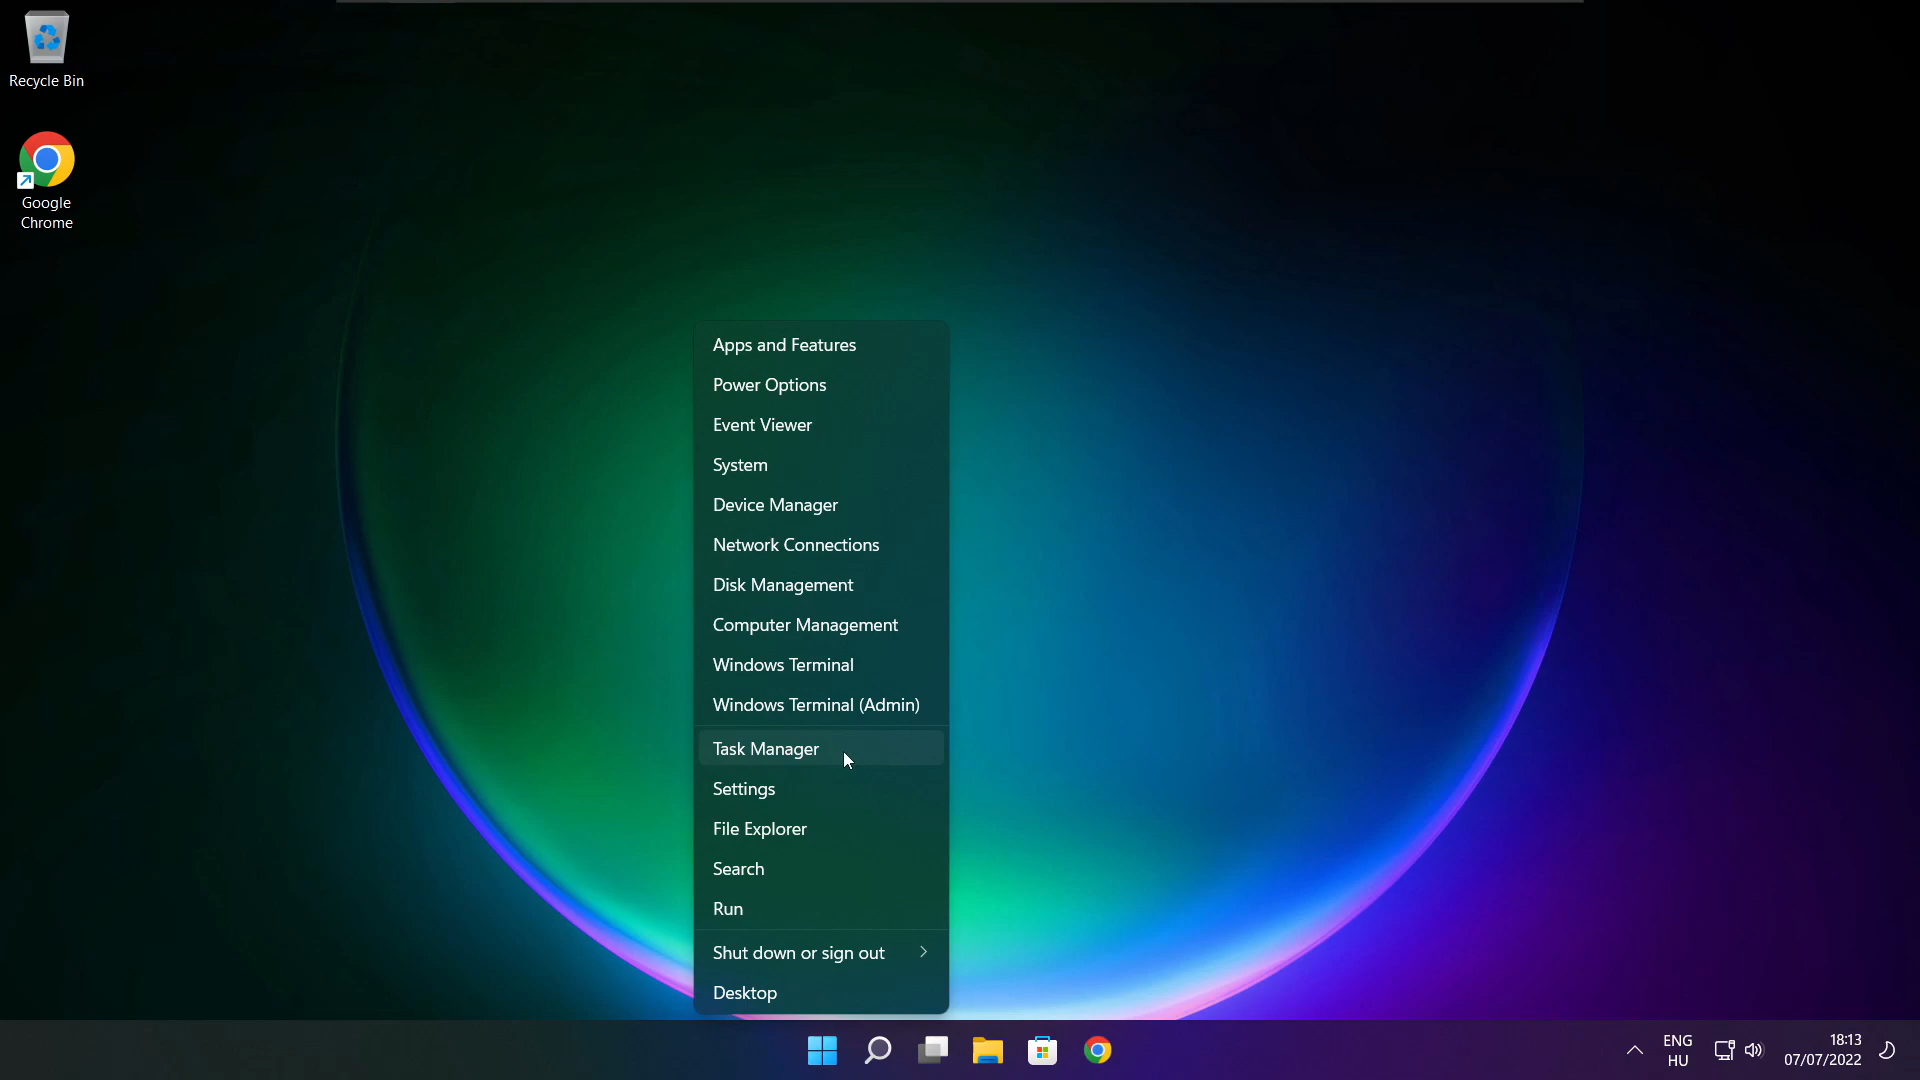 Recycle Bin
Google
Chrome
Apps and Features
Power Options
Event Viewer
System
Device Manager
Network Connections
Disk Management
Computer Management
Windows Terminal
Windows Terminal (Admin)
Task Manager
Settings
File Explorer
Search
Run
Shut down or sign out
Desktop
ENG
HU
18:13
07/07/2022